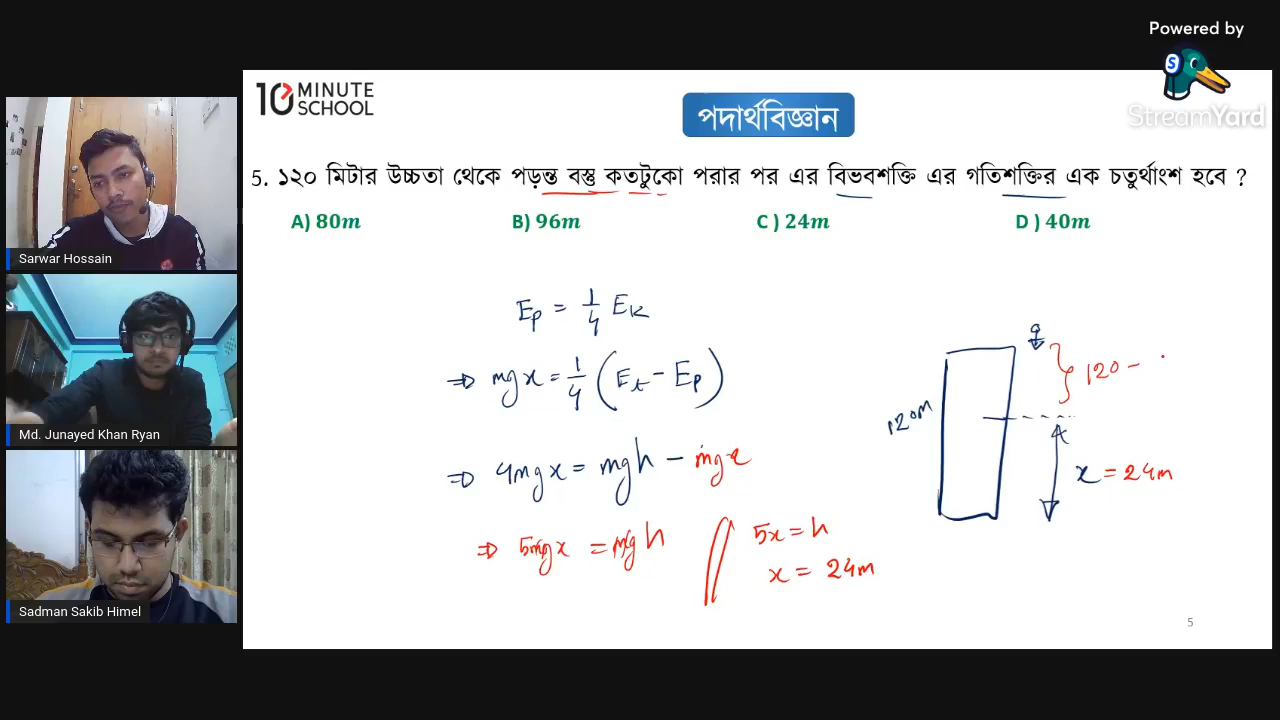 Powered by
StreamYard
10 MINUTE SCHOOL
পদার্থবিজ্ঞান
5. ১২০ মিটার উচ্চতা থেকে পড়ন্ত বস্তু কতটুকো পরার পর এর বিভবশক্তি এর গতিশক্তির এক চতুর্থাংশ হবে ?
A) 80m B) 96m C ) 24m D ) 40m
Ep = 1/4 Ek
⇒ mgx = 1/4 (Et − Ep)
⇒ 4mgx = mgh − mgx
⇒ 5mgx = mgh
5x = h
x = 24m
120 −
120m
x = 24m
Sarwar Hossain
Md. Junayed Khan Ryan
Sadman Sakib Himel
5